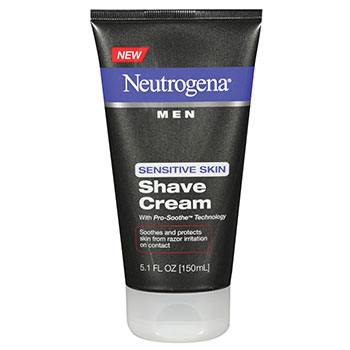 NEW
Neutrogena®
MEN
SENSITIVE SKIN
Shave
Cream
With Pro-Soothe™ Technology
Soothes and protects
skin from razor irritation
on contact
5.1 FL OZ [150mL]